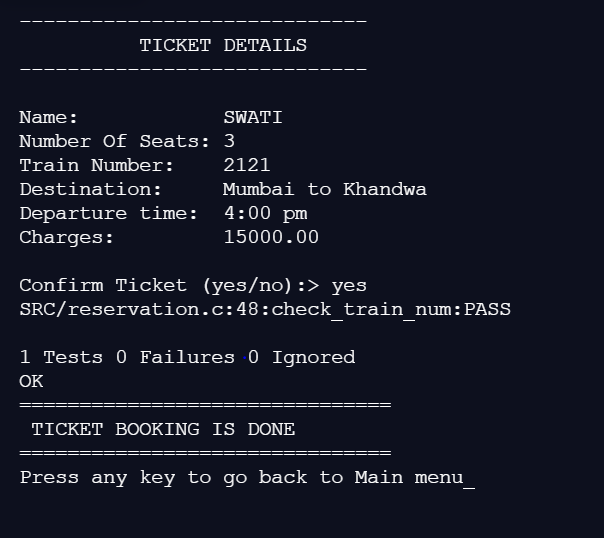 -----------------------------
TICKET DETAILS
-----------------------------
Name: SWATI
Number Of Seats: 3
Train Number: 2121
Destination: Mumbai to Khandwa
Departure time: 4:00 pm
Charges: 15000.00
Confirm Ticket (yes/no):> yes
SRC/reservation.c:48:check_train_num:PASS
1 Tests 0 Failures 0 Ignored
OK
===============================
TICKET BOOKING IS DONE
===============================
Press any key to go back to Main menu_